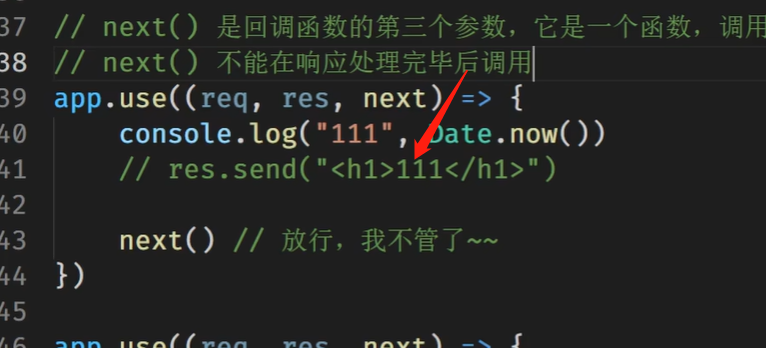 37 // next() 是回调函数的第三个参数，它是一个函数，调用
38 // next() 不能在响应处理完毕后调用
39 app.use((req, res, next) => {
40 console.log("111", Date.now())
41 // res.send("<h1>111</h1>")
42
43 next() // 放行，我不管了~~
44 })
45
46 app.use((req, res, next) => {